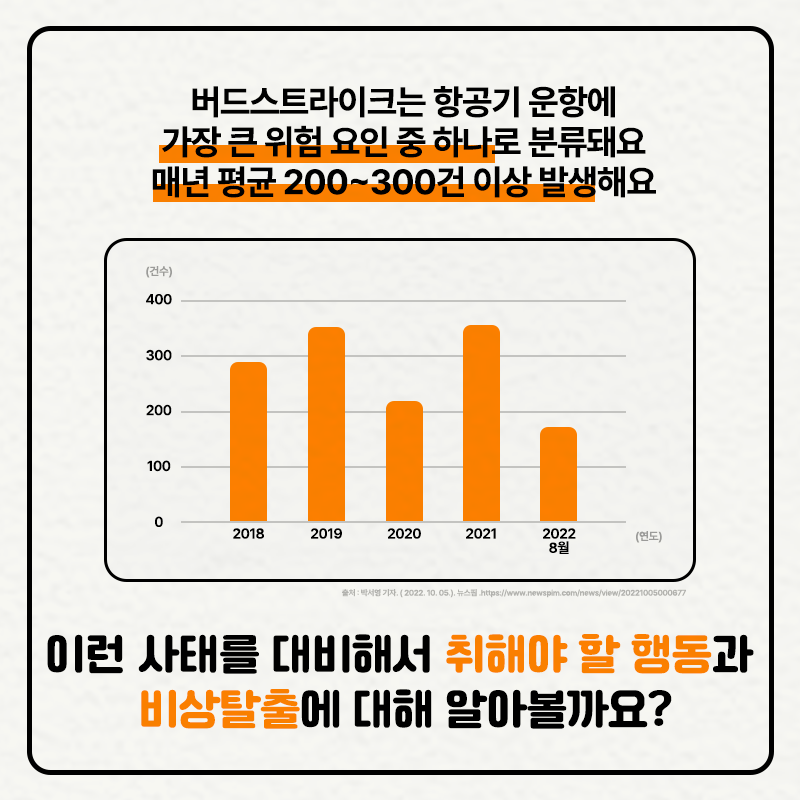 버드스트라이크는 항공기 운항에
가장 큰 위험 요인 중 하나로 분류돼요
매년 평균 200~300건 이상 발생해요
(건수)
400
300
200
100
0
2018 2019 2020 2021 2022
8월
(연도)
출처 : 박서영 기자. ( 2022. 10. 05.). 뉴스핌 .https://www.newspim.com/news/view/20221005000677
이런 사태를 대비해서 취해야 할 행동과
비상탈출에 대해 알아볼까요?